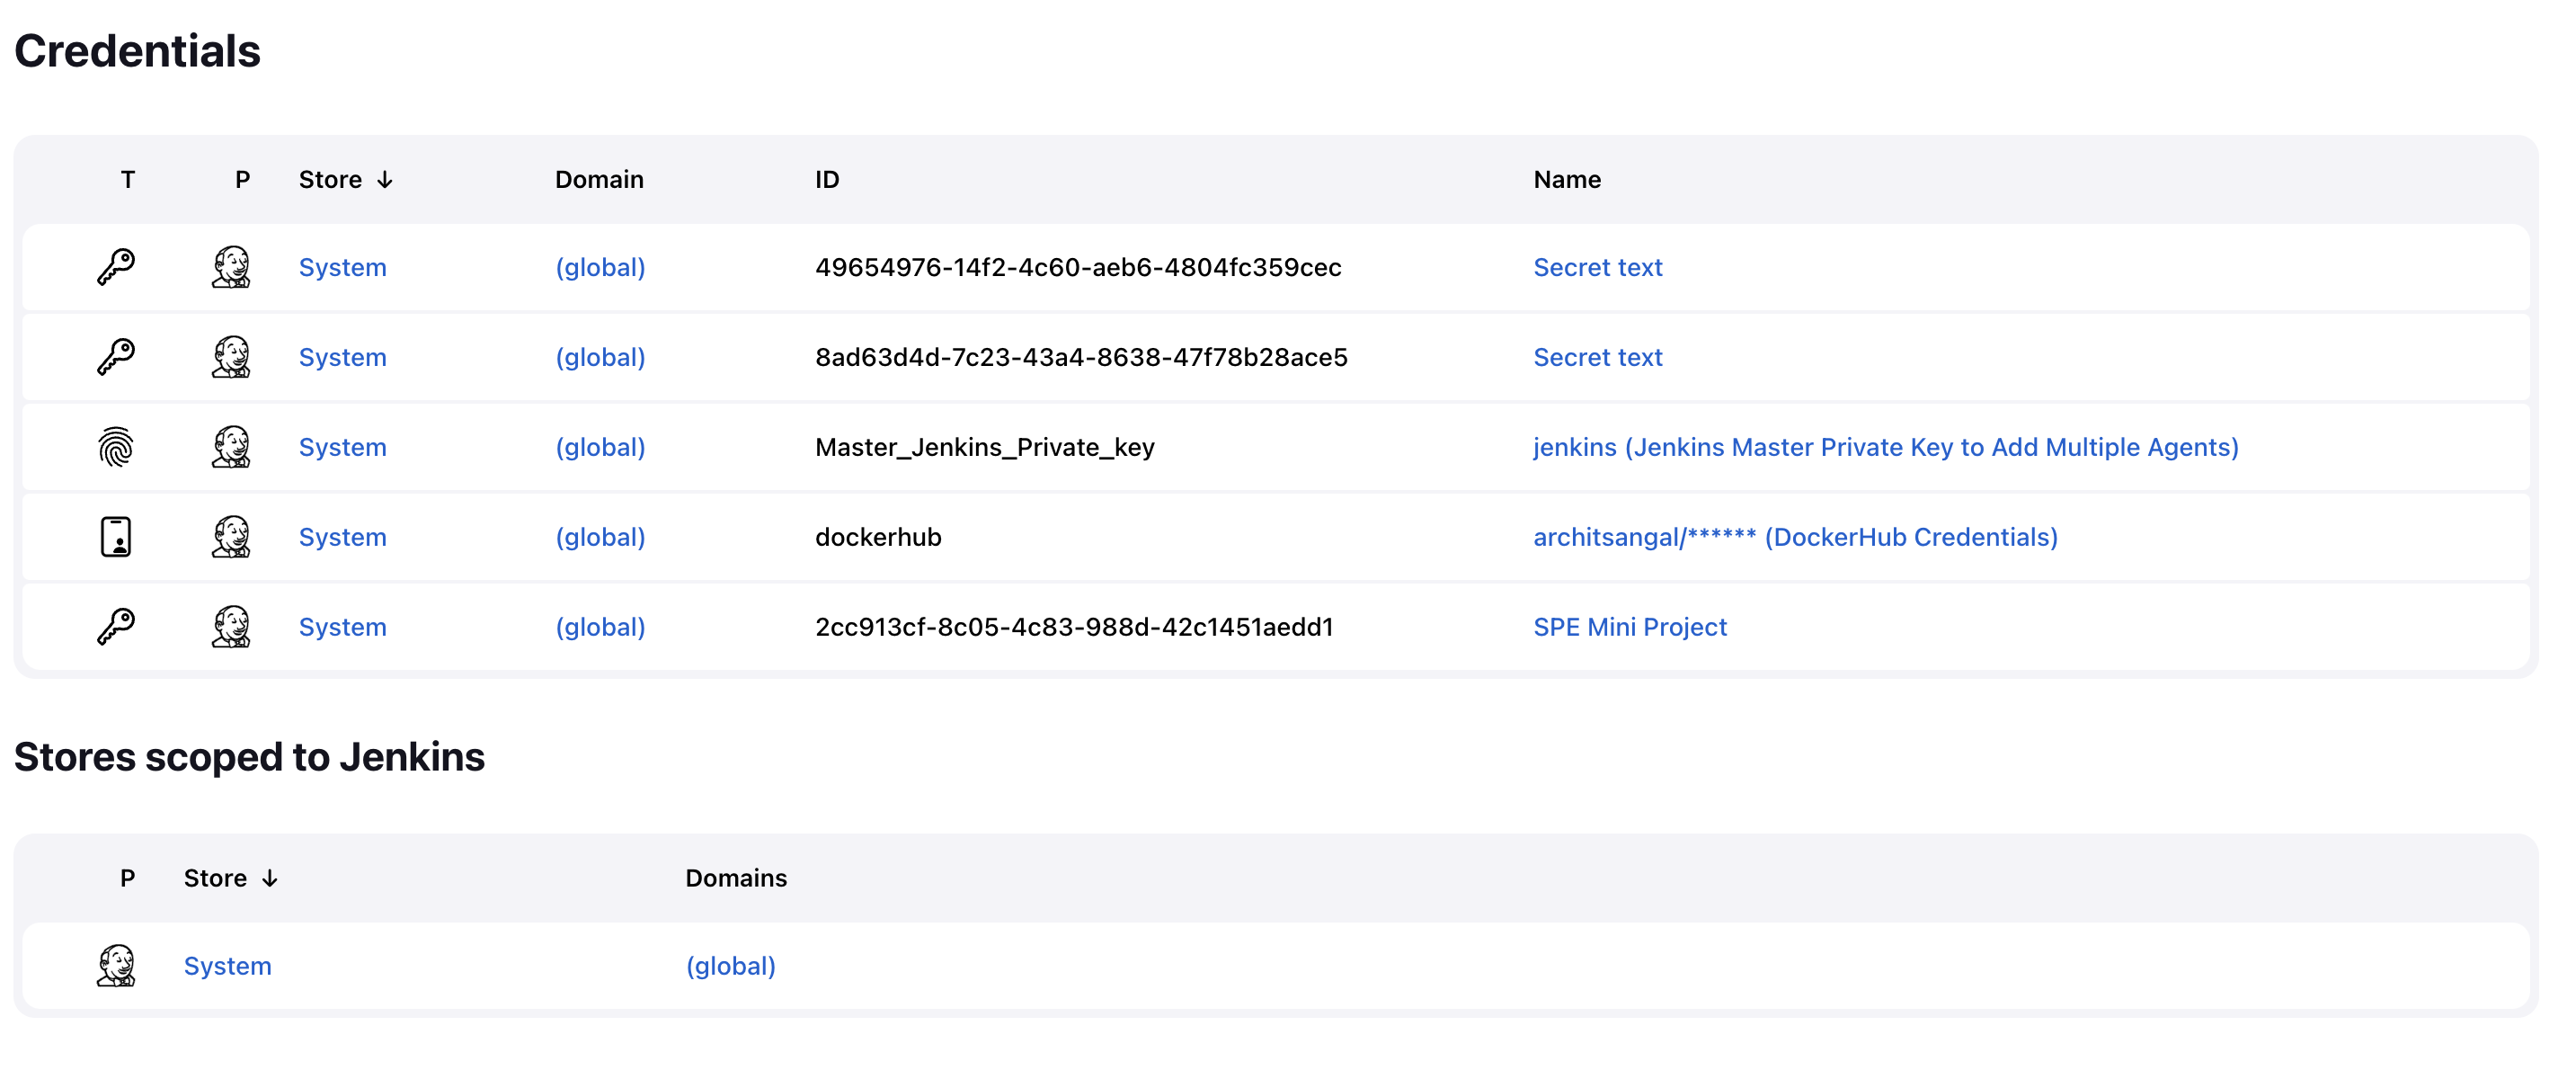 Credentials
T P Store ↓ Domain ID Name
System (global) 49654976-14f2-4c60-aeb6-4804fc359cec Secret text
System (global) 8ad63d4d-7c23-43a4-8638-47f78b28ace5 Secret text
System (global) Master_Jenkins_Private_key jenkins (Jenkins Master Private Key to Add Multiple Agents)
System (global) dockerhub architsangal/****** (DockerHub Credentials)
System (global) 2cc913cf-8c05-4c83-988d-42c1451aedd1 SPE Mini Project
Stores scoped to Jenkins
P Store ↓ Domains
System (global)